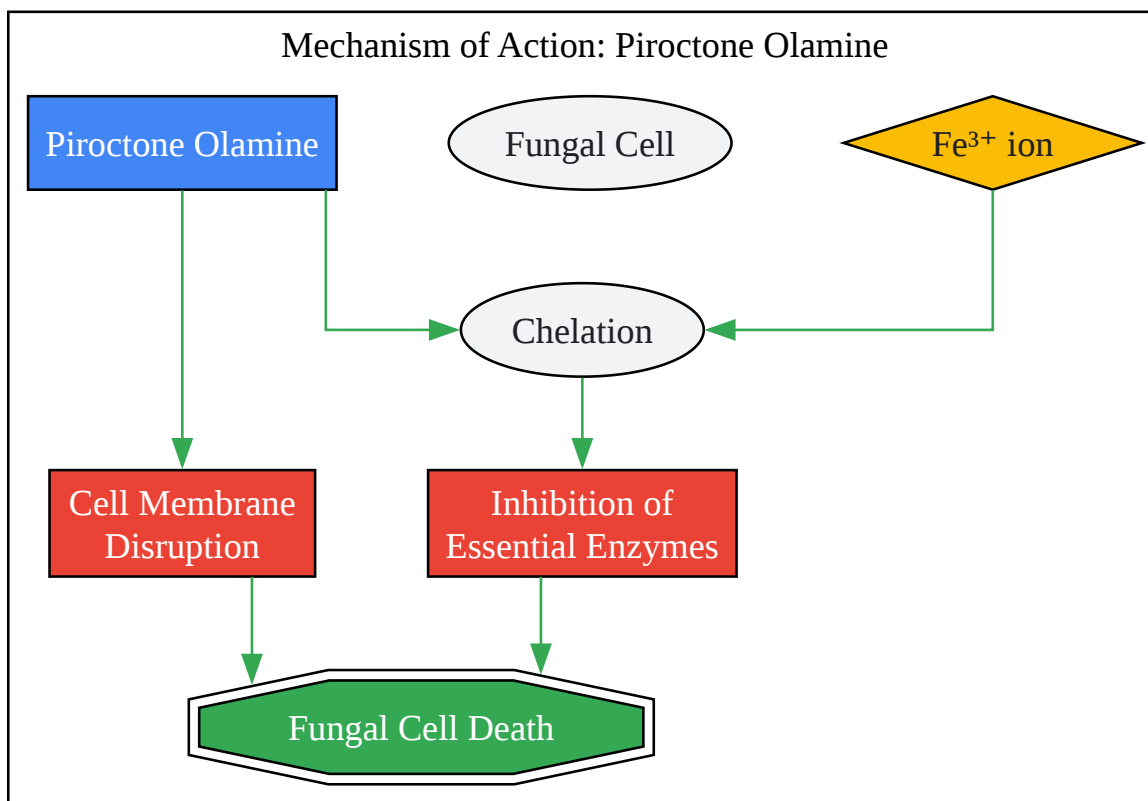 Mechanism of Action: Piroctone Olamine
Piroctone Olamine
Fungal Cell
Fe³⁺ ion
Chelation
Cell Membrane
Disruption
Inhibition of
Essential Enzymes
Fungal Cell Death